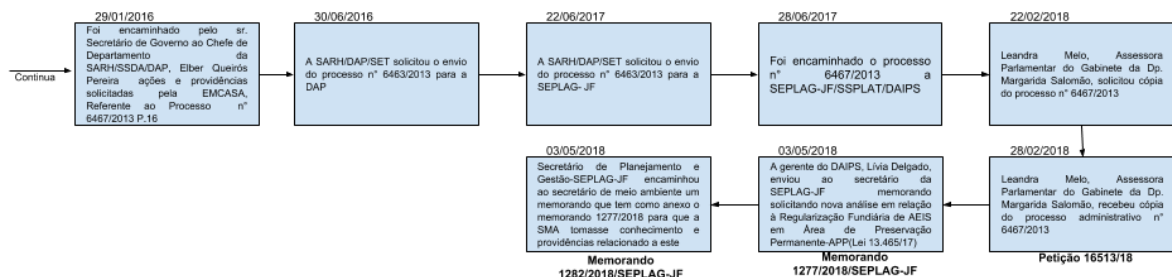 29/01/2016
Foi encaminhado pelo sr.
Secretário de Governo ao Chefe de
Departamento da
SARH/SSDA/DAP, Elber Queirós
Pereira ações e providências
solicitadas pela EMCASA,
Referente ao Processo n°
6467/2013 P.16
Continua
30/06/2016
A SARH/DAP/SET solicitou o envio
do processo n° 6463/2013 para a
DAP
22/06/2017
A SARH/DAP/SET solicitou o envio
do processo n° 6463/2013 para a
SEPLAG- JF
28/06/2017
Foi encaminhado o processo
n° 6467/2013 a
SEPLAG-JF/SSPLAT/DAIPS
22/02/2018
Leandra Melo, Assessora
Parlamentar do Gabinete da Dp.
Margarida Salomão, solicitou cópia
do processo n° 6467/2013
28/02/2018
Leandra Melo, Assessora
Parlamentar do Gabinete da Dp.
Margarida Salomão, recebeu cópia
do processo administrativo n°
6467/2013
Petição 16513/18
03/05/2018
A gerente do DAIPS, Lívia Delgado,
enviou ao secretário da
SEPLAG-JF memorando
solicitando nova análise em relação
à Regularização Fundiária de AEIS
em Área de Preservação
Permanente-APP(Lei 13.465/17)
Memorando
1277/2018/SEPLAG-JF
03/05/2018
Secretário de Planejamento e
Gestão-SEPLAG-JF encaminhou
ao secretário de meio ambiente um
memorando que tem como anexo o
memorando 1277/2018 para que a
SMA tomasse conhecimento e
providências relacionado a este
Memorando
1282/2018/SEPLAG-JF